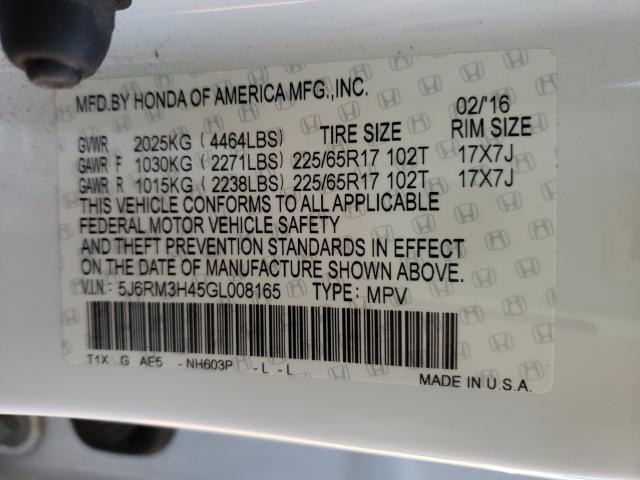 MFD.BY HONDA OF AMERICA MFG.,INC. 02/'16
GVWR 2025KG (4464LBS) TIRE SIZE RIM SIZE
GAWR F 1030KG (2271LBS) 225/65R17 102T 17X7J
GAWR R 1015KG (2238LBS) 225/65R17 102T 17X7J
THIS VEHICLE CONFORMS TO ALL APPLICABLE
FEDERAL MOTOR VEHICLE SAFETY
AND THEFT PREVENTION STANDARDS IN EFFECT
ON THE DATE OF MANUFACTURE SHOWN ABOVE.
V.I.N.: 5J6RM3H45GL008165 TYPE: MPV
T1X G AE5 - NH603P - L - L
MADE IN U.S.A.